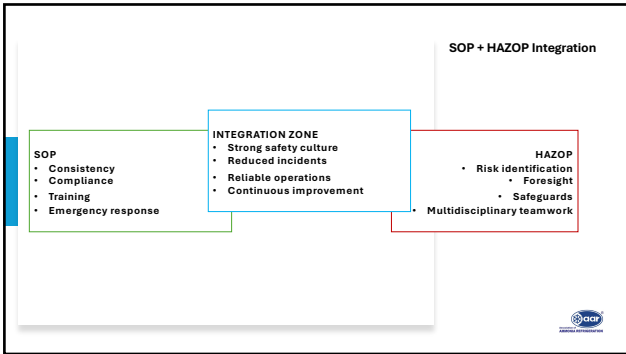 SOP + HAZOP Integration
SOP
• Consistency
• Compliance
• Training
• Emergency response
INTEGRATION ZONE
• Strong safety culture
• Reduced incidents
• Reliable operations
• Continuous improvement
HAZOP
• Risk identification
• Foresight
• Safeguards
• Multidisciplinary teamwork
aar
AMMONIA REFRIGERATION